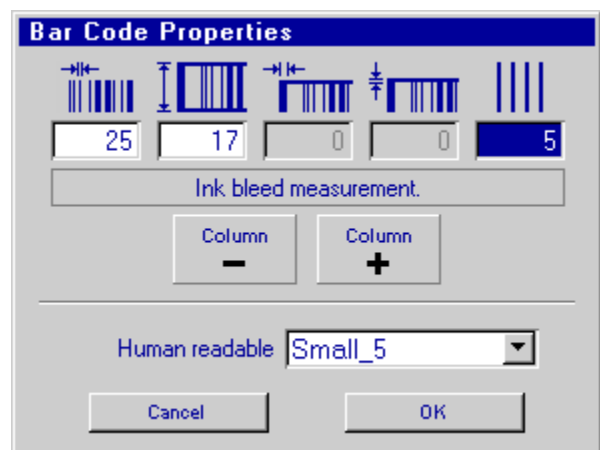 Bar Code Properties
25 17 0 0 5
Ink bleed measurement.
Column Column
− +
Human readable Small_5
Cancel OK